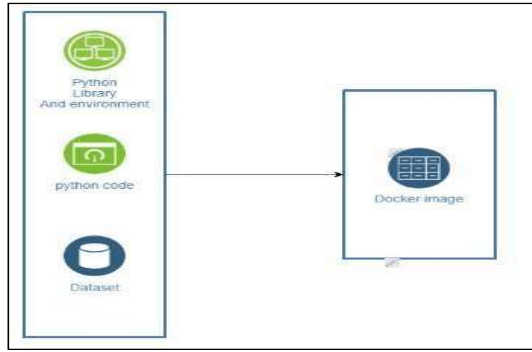 Python
Library
And environment
python code
Dataset
Docker image